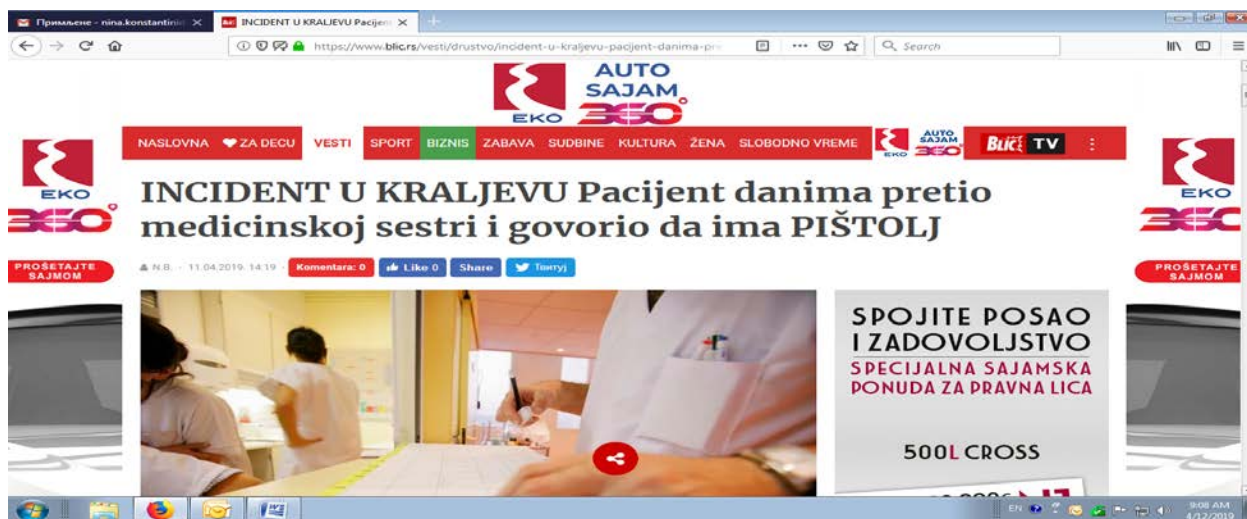 Примљене - nina.konstantini
INCIDENT U KRALJEVU Pacijen
https://www.blic.rs/vesti/drustvo/incident-u-kraljevu-pacijent-danima-pre
Search
EKO
AUTO
SAJAM
360°
NASLOVNA ZA DECU VESTI SPORT BIZNIS ZABAVA SUDBINE KULTURA ŽENA SLOBODNO VREME EKO AUTO SAJAM 360° BLIC TV
EKO
360°
PROŠETAJTE
SAJMOM
INCIDENT U KRALJEVU Pacijent danima pretio
medicinskoj sestri i govorio da ima PIŠTOLJ
N.B. - 11.04.2019. 14:19 - Komentara: 0 Like 0 Share Твитуј
SPOJITE POSAO
I ZADOVOLJSTVO
SPECIJALNA SAJAMSKA
PONUDA ZA PRAVNA LICA
500L CROSS
EKO
360
PROŠETAJTE
SAJMOM
EN
9:08 AM
4/12/2019